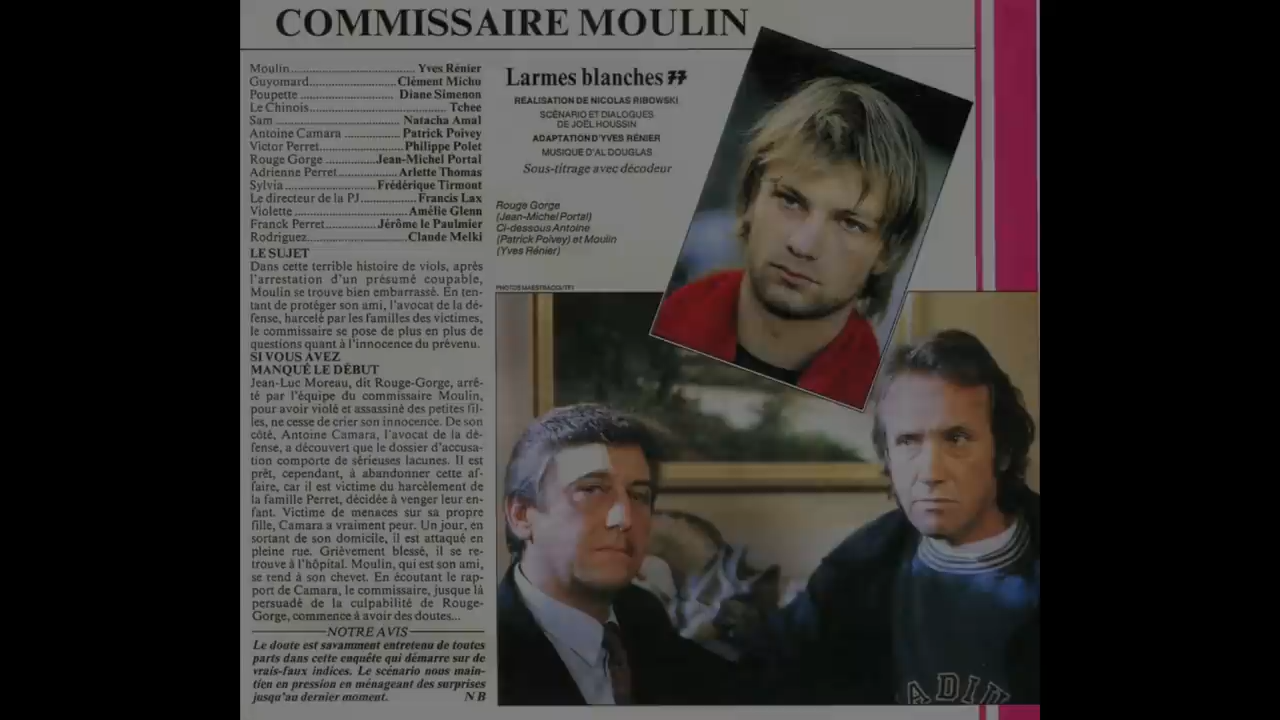 COMMISSAIRE MOULIN
Moulin........................................ Yves Rénier
Guyomard............................ Clément Michu
Poupette ............................. Diane Simenon
Le Chinois............................................ Tchee
Sam ..................................... Natacha Amal
Antoine Camara ................. Patrick Poivey
Victor Perret......................... Philippe Polet
Rouge Gorge ............... Jean-Michel Portal
Adrienne Perret.................. Arlette Thomas
Sylvia ........................... Frédérique Tirmont
Le directeur de la PJ................. Francis Lax
Violette .................................. Amélie Glenn
Franck Perret............... Jérôme le Paulmier
Rodriguez.............................. Claude Melki
LE SUJET
Dans cette terrible histoire de viols, après
l'arrestation d'un présumé coupable,
Moulin se trouve bien embarrassé. En ten-
tant de protéger son ami, l'avocat de la dé-
fense, harcelé par les familles des victimes,
le commissaire se pose de plus en plus de
questions quant à l'innocence du prévenu.
SI VOUS AVEZ
MANQUÉ LE DÉBUT
Jean-Luc Moreau, dit Rouge-Gorge, arrê-
té par l'équipe du commissaire Moulin,
pour avoir violé et assassiné des petites fil-
les, ne cesse de crier son innocence. De son
côté, Antoine Camara, l'avocat de la dé-
fense, a découvert que le dossier d'accusa-
tion comporte de sérieuses lacunes. Il est
prêt, cependant, à abandonner cette af-
faire, car il est victime du harcèlement de
la famille Perret, décidée à venger leur en-
fant. Victime de menaces sur sa propre
fille, Camara a vraiment peur. Un jour, en
sortant de son domicile, il est attaqué en
pleine rue. Grièvement blessé, il se re-
trouve à l'hôpital. Moulin, qui est son ami,
se rend à son chevet. En écoutant le rap-
port de Camara, le commissaire, jusque là
persuadé de la culpabilité de Rouge-
Gorge, commence à avoir des doutes...
NOTRE AVIS
Le doute est savamment entretenu de toutes
parts dans cette enquête qui démarre sur de
vrais-faux indices. Le scénario nous main-
tien en pression en ménageant des surprises
jusqu'au dernier moment. N B
Larmes blanches 77
RÉALISATION DE NICOLAS RIBOWSKI
SCÉNARIO ET DIALOGUES
DE JOËL HOUSSIN
ADAPTATION D'YVES RÉNIER
MUSIQUE D'AL DOUGLAS
Sous-titrage avec décodeur
Rouge Gorge
(Jean-Michel Portal)
Ci-dessous Antoine
(Patrick Poivey) et Moulin
(Yves Rénier)
PHOTOS MAESTRACCI/TF1
ADIW